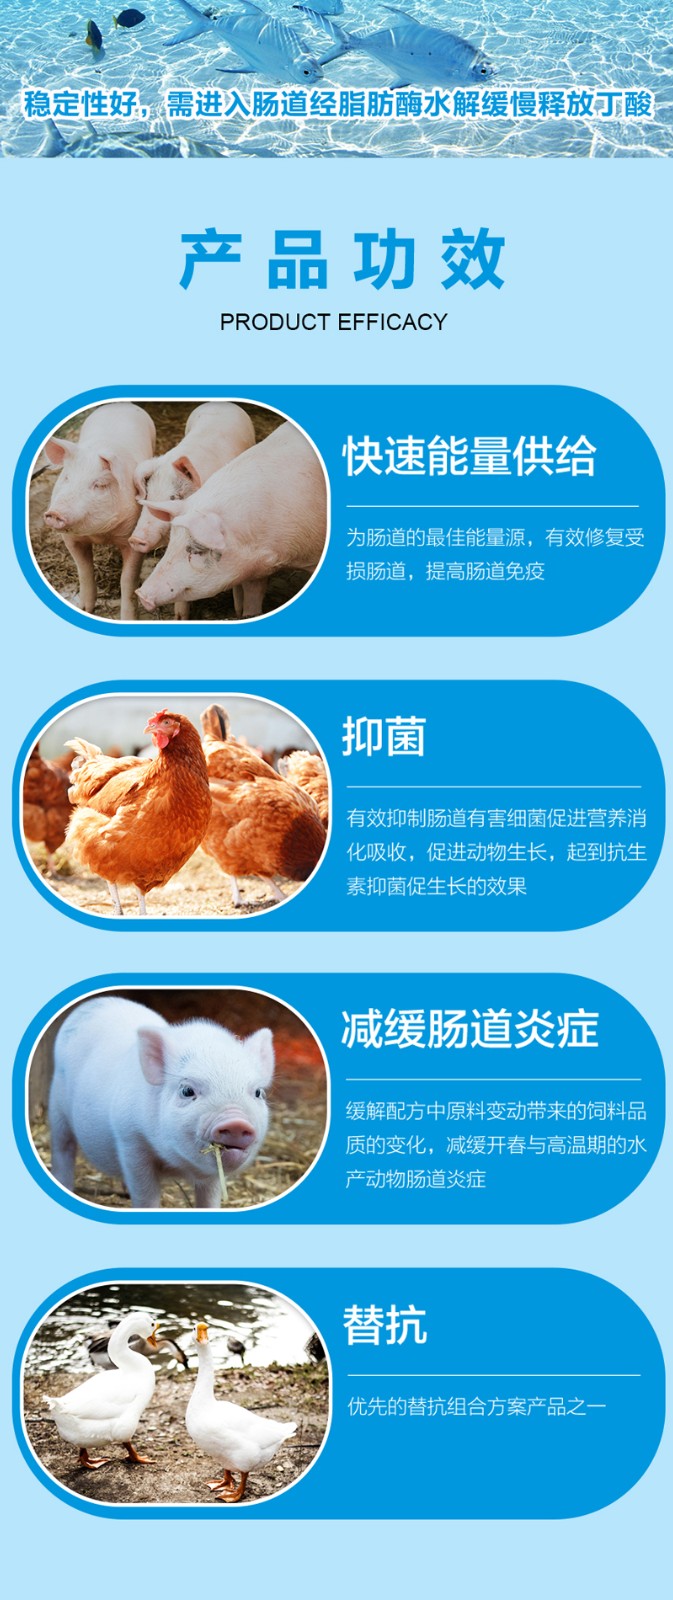 稳定性好，需进入肠道经脂肪酶水解缓慢释放丁酸
产品功效
PRODUCT EFFICACY
快速能量供给
为肠道的最佳能量源，有效修复受
损肠道，提高肠道免疫
抑菌
有效抑制肠道有害细菌促进营养消
化吸收，促进动物生长，起到抗生
素抑菌促生长的效果
减缓肠道炎症
缓解配方中原料变动带来的饲料品
质的变化，减缓开春与高温期的水
产动物肠道炎症
替抗
优先的替抗组合方案产品之一